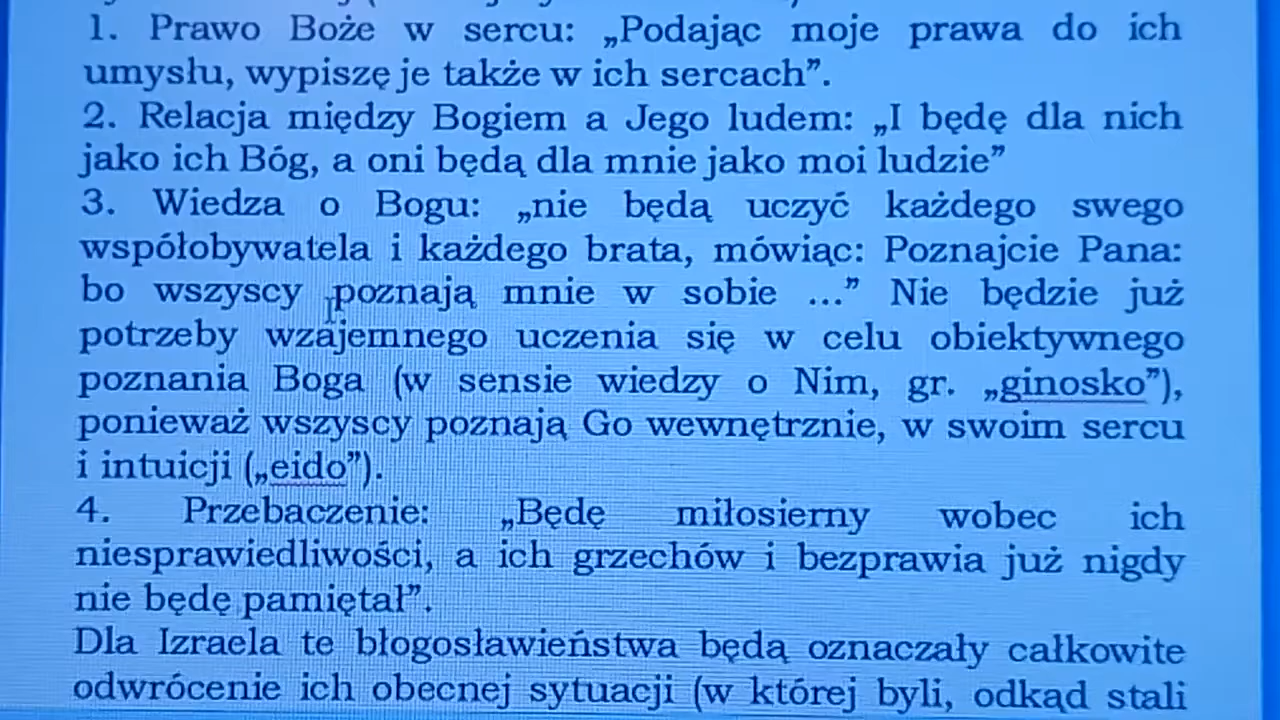 1. Prawo Boże w sercu: „Podając moje prawa do ich
umysłu, wypiszę je także w ich sercach”.
2. Relacja między Bogiem a Jego ludem: „I będę dla nich
jako ich Bóg, a oni będą dla mnie jako moi ludzie”
3. Wiedza o Bogu: „nie będą uczyć każdego swego
współobywatela i każdego brata, mówiąc: Poznajcie Pana:
bo wszyscy poznają mnie w sobie ...” Nie będzie już
potrzeby wzajemnego uczenia się w celu obiektywnego
poznania Boga (w sensie wiedzy o Nim, gr. „ginosko”),
ponieważ wszyscy poznają Go wewnętrznie, w swoim sercu
i intuicji („eido”).
4. Przebaczenie: „Będę miłosierny wobec ich
niesprawiedliwości, a ich grzechów i bezprawia już nigdy
nie będę pamiętał”.
Dla Izraela te błogosławieństwa będą oznaczały całkowite
odwrócenie ich obecnej sytuacji (w której byli, odkąd stali